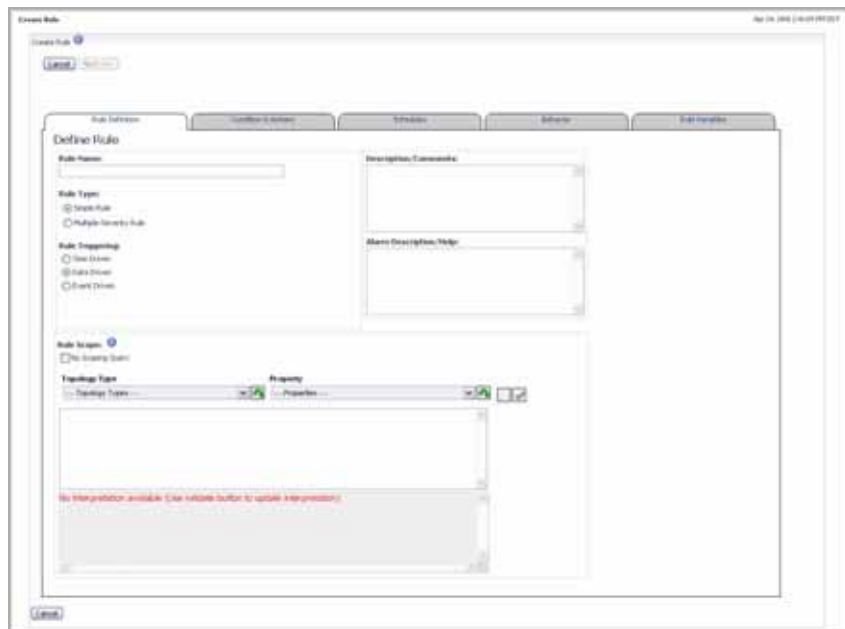 Create Rule
Create Rule
Cancel Next >>
Rule Definition Condition & Actions Schedules Behavior Rule Variables
Define Rule
Rule Name:
Description/Comments:
Rule Type:
Simple Rule
Multiple-Severity Rule
Rule Triggering:
Alarm Description/Help:
Time Driven
Data Driven
Event Driven
Rule Scope:
No Scoping Query
Topology Type Property
--- Topology Types --- --- Properties ---
No interpretation available (Use validate button to update interpretation)
Cancel